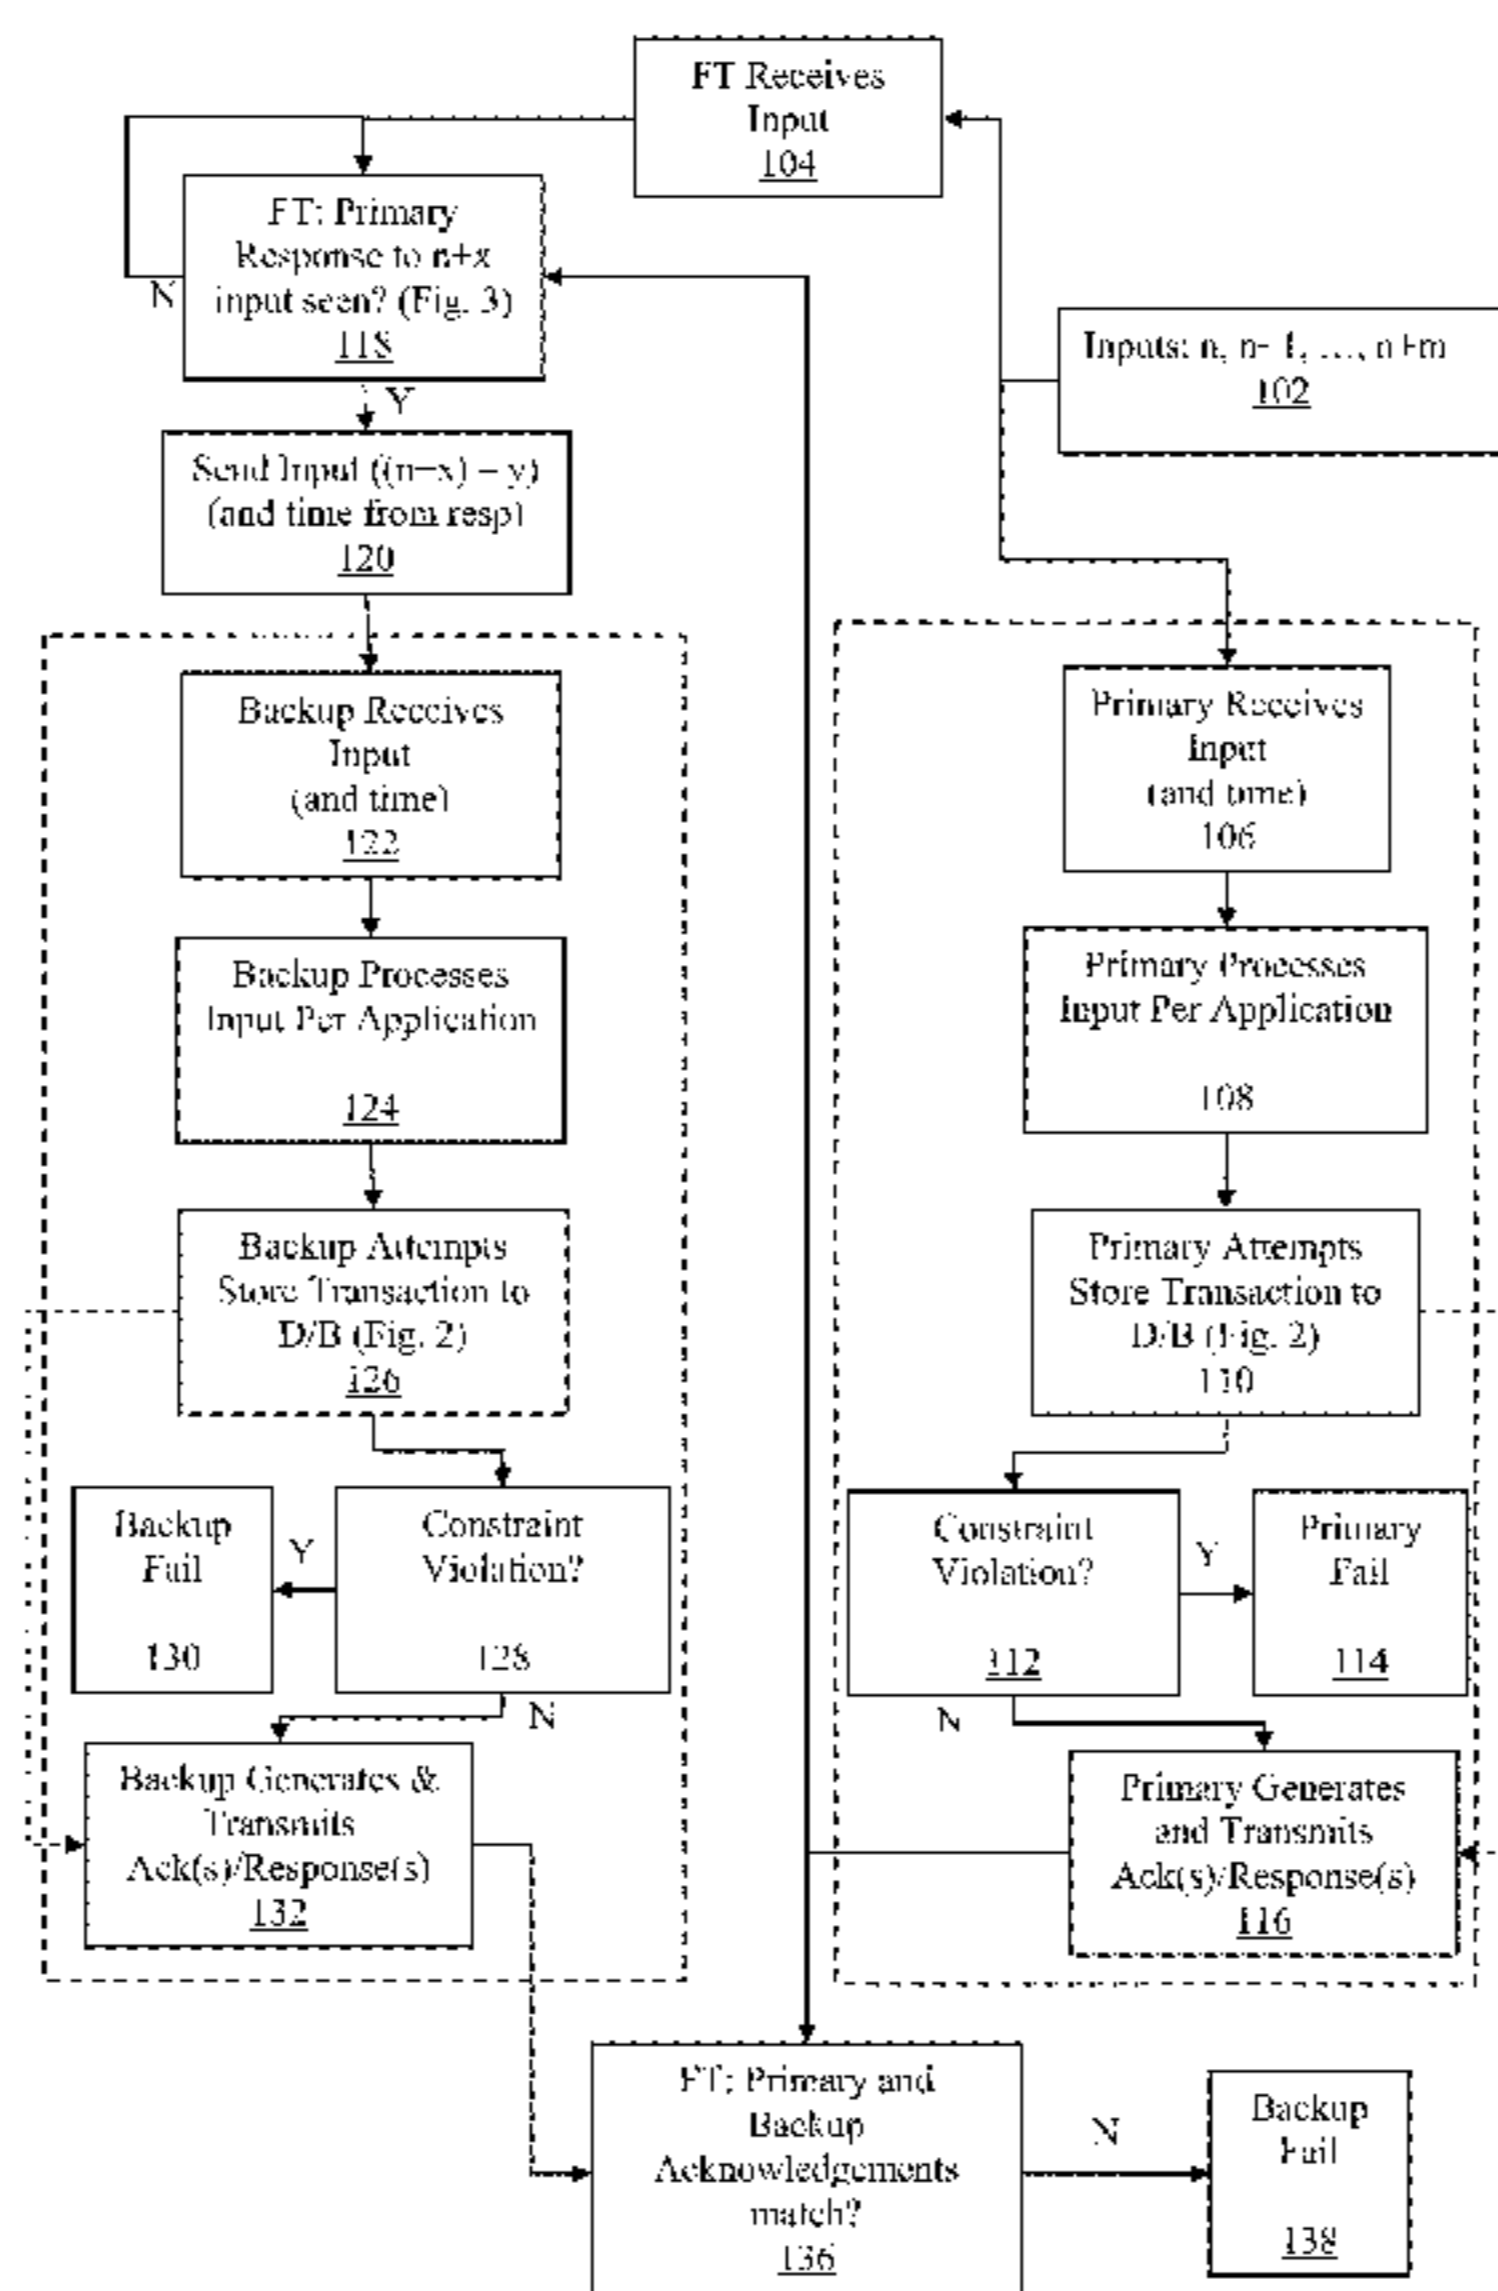 FT Receives
Input
104
FT: Primary
Response to n+x
input seen? (Fig. 3)
118
N
Y
Inputs: n, n+1, ..., n+m
102
Send Input ((n+x) – y)
(and time from resp)
120
Backup Receives
Input
(and time)
122
Backup Processes
Input Per Application
124
Backup Attempts
Store Transaction to
D/B (Fig. 2)
126
Backup
Fail
130
Y
Constraint
Violation?
128
N
Backup Generates &
Transmits
Ack(s)/Response(s)
132
Primary Receives
Input
(and time)
106
Primary Processes
Input Per Application
108
Primary Attempts
Store Transaction to
D/B (Fig. 2)
110
Constraint
Violation?
112
Y
Primary
Fail
114
N
Primary Generates
and Transmits
Ack(s)/Response(s)
116
FT: Primary and
Backup
Acknowledgements
match?
136
N
Backup
Fail
138